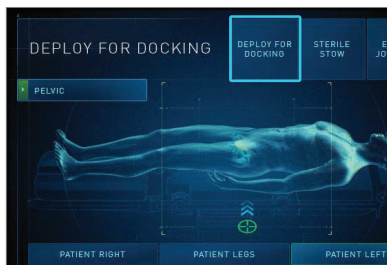 DEPLOY FOR DOCKING
DEPLOY FOR
DOCKING
STERILE
STOW
PELVIC
PATIENT RIGHT
PATIENT LEGS
PATIENT LEFT